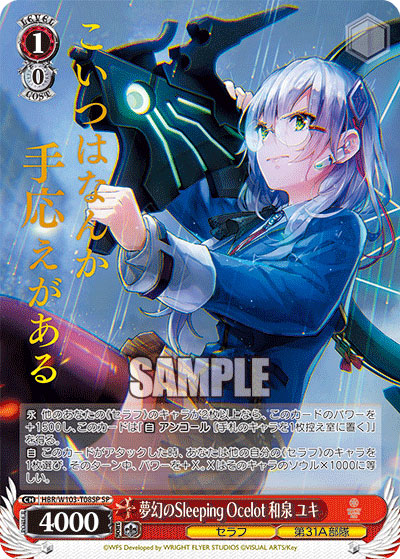 LEVEL
1
0
COST
こいつはなんか
手応えがある
SAMPLE
永 他のあなたの《セラフ》のキャラが2枚以上なら、このカードのパワーを
+1500し、このカードは『自 アンコール [手札のキャラを1枚控え室に置く]』
を得る。
自 このカードがアタックした時、あなたは他の自分の《セラフ》のキャラを
1枚選び、そのターン中、パワーを+X。Xはそのキャラのソウル×1000に等
しい。
CH HBR/W103-T08SP SP
4000
夢幻のSleeping Ocelot 和泉 ユキ
セラフ
第31A部隊
©WFS Developed by WRIGHT FLYER STUDIOS ©VISUAL ARTS/Key